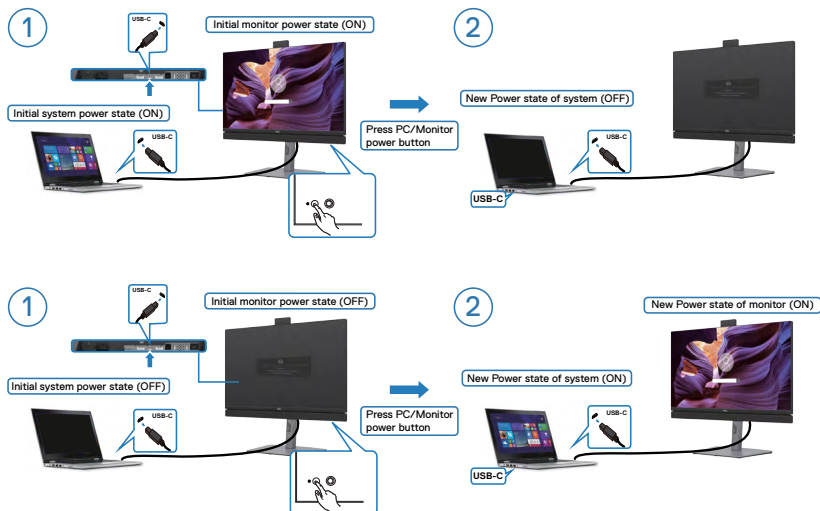 1
USB-C
Initial monitor power state (ON)
2
Initial system power state (ON)
USB-C
Press PC/Monitor
power button
New Power state of system (OFF)
USB-C
USB-C
1
USB-C
Initial monitor power state (OFF)
2
New Power state of monitor (ON)
Initial system power state (OFF)
USB-C
Press PC/Monitor
power button
New Power state of system (ON)
USB-C
USB-C